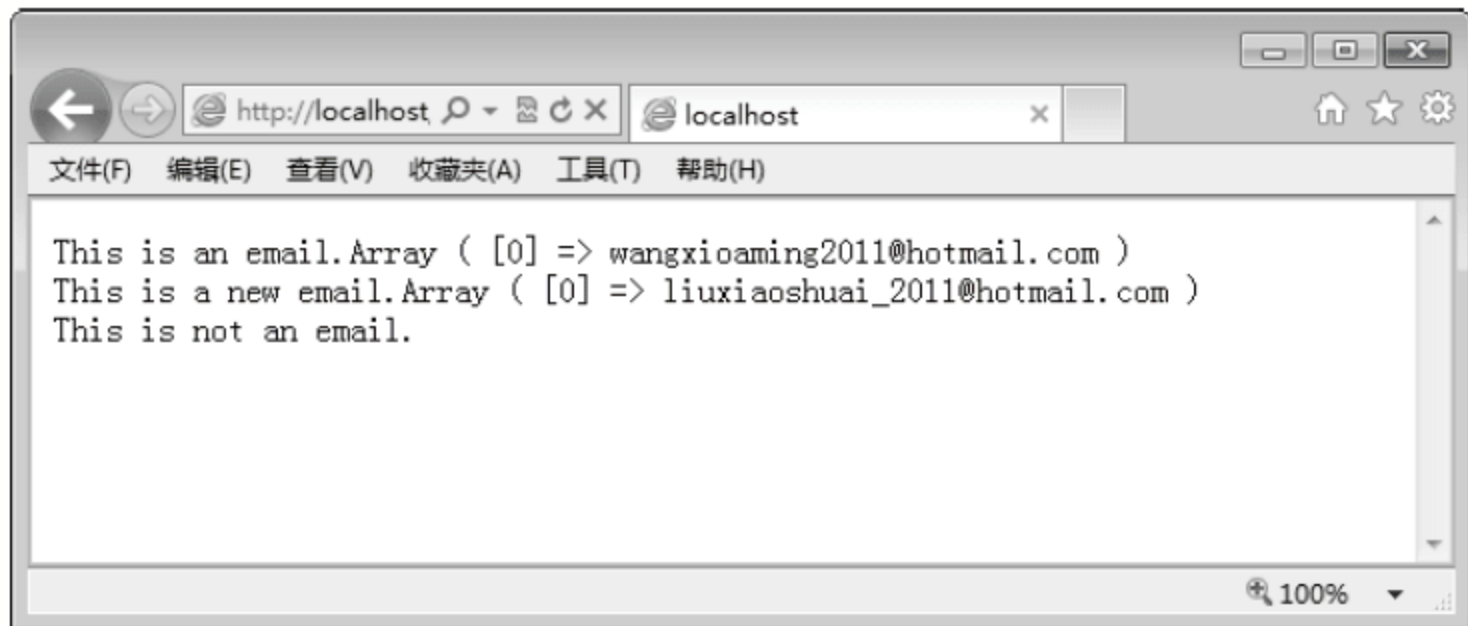 http://localhost, localhost
文件(F) 编辑(E) 查看(V) 收藏夹(A) 工具(T) 帮助(H)
This is an email.Array ( [0] => wangxioaming2011@hotmail.com )
This is a new email.Array ( [0] => liuxiaoshuai_2011@hotmail.com )
This is not an email.
100%